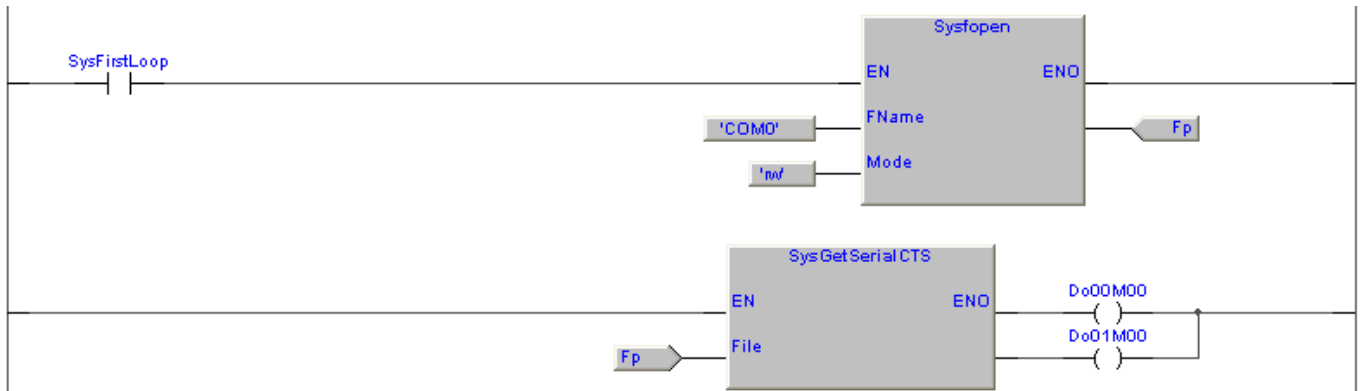 Sysfopen
SysFirstLoop
EN ENO
'COM0' FName Fp
'rw' Mode
SysGetSerialCTS
EN ENO Do00M00
Fp File Do01M00